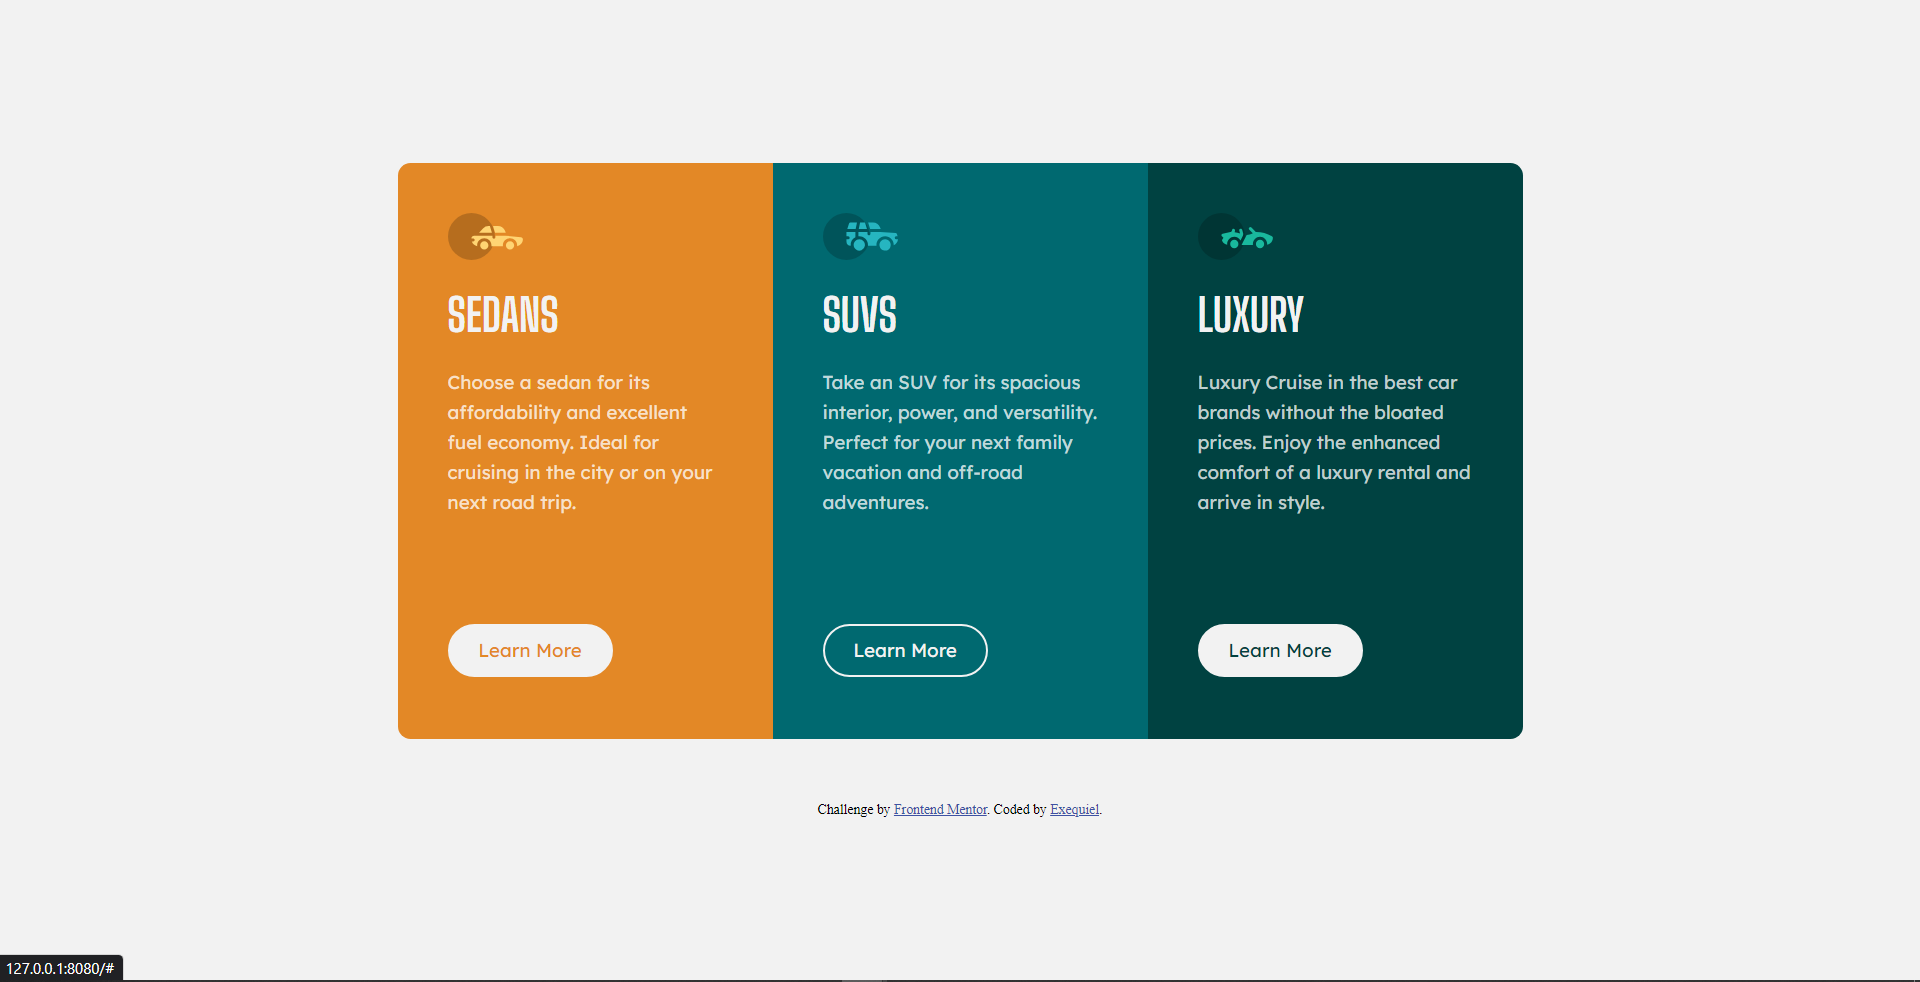 SEDANS
Choose a sedan for its
affordability and excellent
fuel economy. Ideal for
cruising in the city or on your
next road trip.
Learn More
SUVS
Take an SUV for its spacious
interior, power, and versatility.
Perfect for your next family
vacation and off-road
adventures.
Learn More
LUXURY
Luxury Cruise in the best car
brands without the bloated
prices. Enjoy the enhanced
comfort of a luxury rental and
arrive in style.
Learn More
Challenge by Frontend Mentor. Coded by Exequiel.
127.0.0.1:8080/#